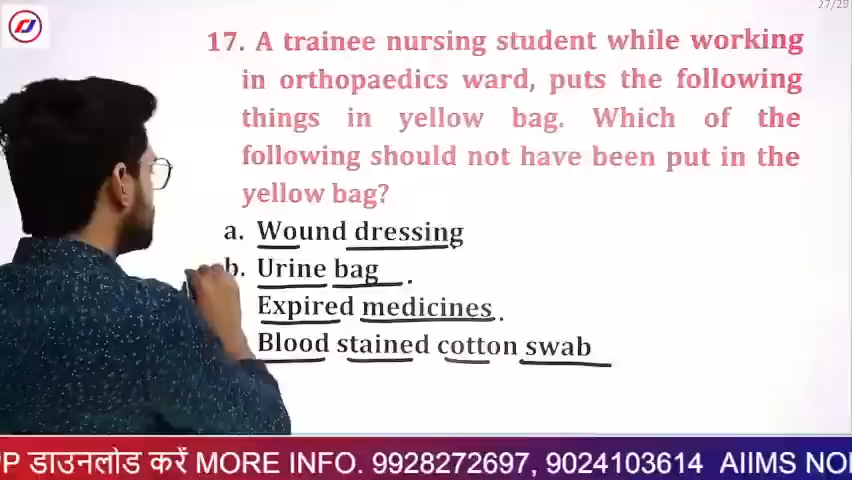 27/29
17. A trainee nursing student while working
in orthopaedics ward, puts the following
things in yellow bag. Which of the
following should not have been put in the
yellow bag?
a. Wound dressing
b. Urine bag
Expired medicines
Blood stained cotton swab
P डाउनलोड करें MORE INFO. 9928272697, 9024103614 AIIMS NO